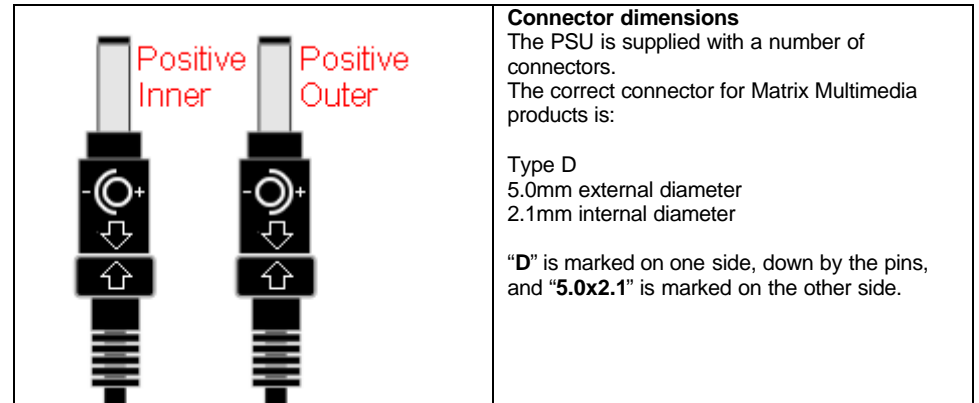 Positive
Inner
Positive
Outer
-
+
-
+
Connector dimensions
The PSU is supplied with a number of
connectors.
The correct connector for Matrix Multimedia
products is:
Type D
5.0mm external diameter
2.1mm internal diameter
“D” is marked on one side, down by the pins,
and “5.0x2.1” is marked on the other side.